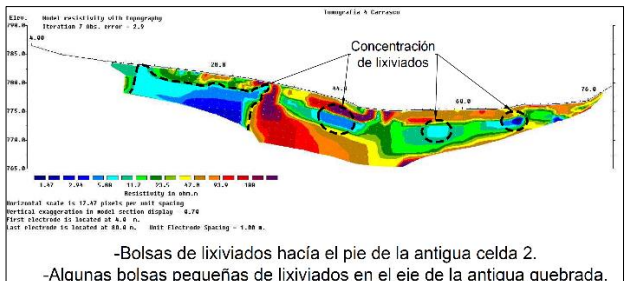 Tomografía 6 Carrasco
Elev. Model resistivity with topography
Iteration 7 Abs. error - 2.9
790.0
4.00
785.0
20.0
Concentración
de lixiviados
780.0
44.0
60.0
76.0
775.0
770.0
765.0
1.47 2.94 5.88 11.7 23.5 47.0 93.9 188
Resistivity in ohm.m
Horizontal scale is 17.47 pixels per unit spacing
Vertical exaggeration in model section display - 0.70
First electrode is located at 4.0 m.
Last electrode is located at 80.0 m. Unit Electrode Spacing - 1.00 m.
-Bolsas de lixiviados hacía el pie de la antigua celda 2.
-Algunas bolsas pequeñas de lixiviados en el eje de la antigua quebrada.